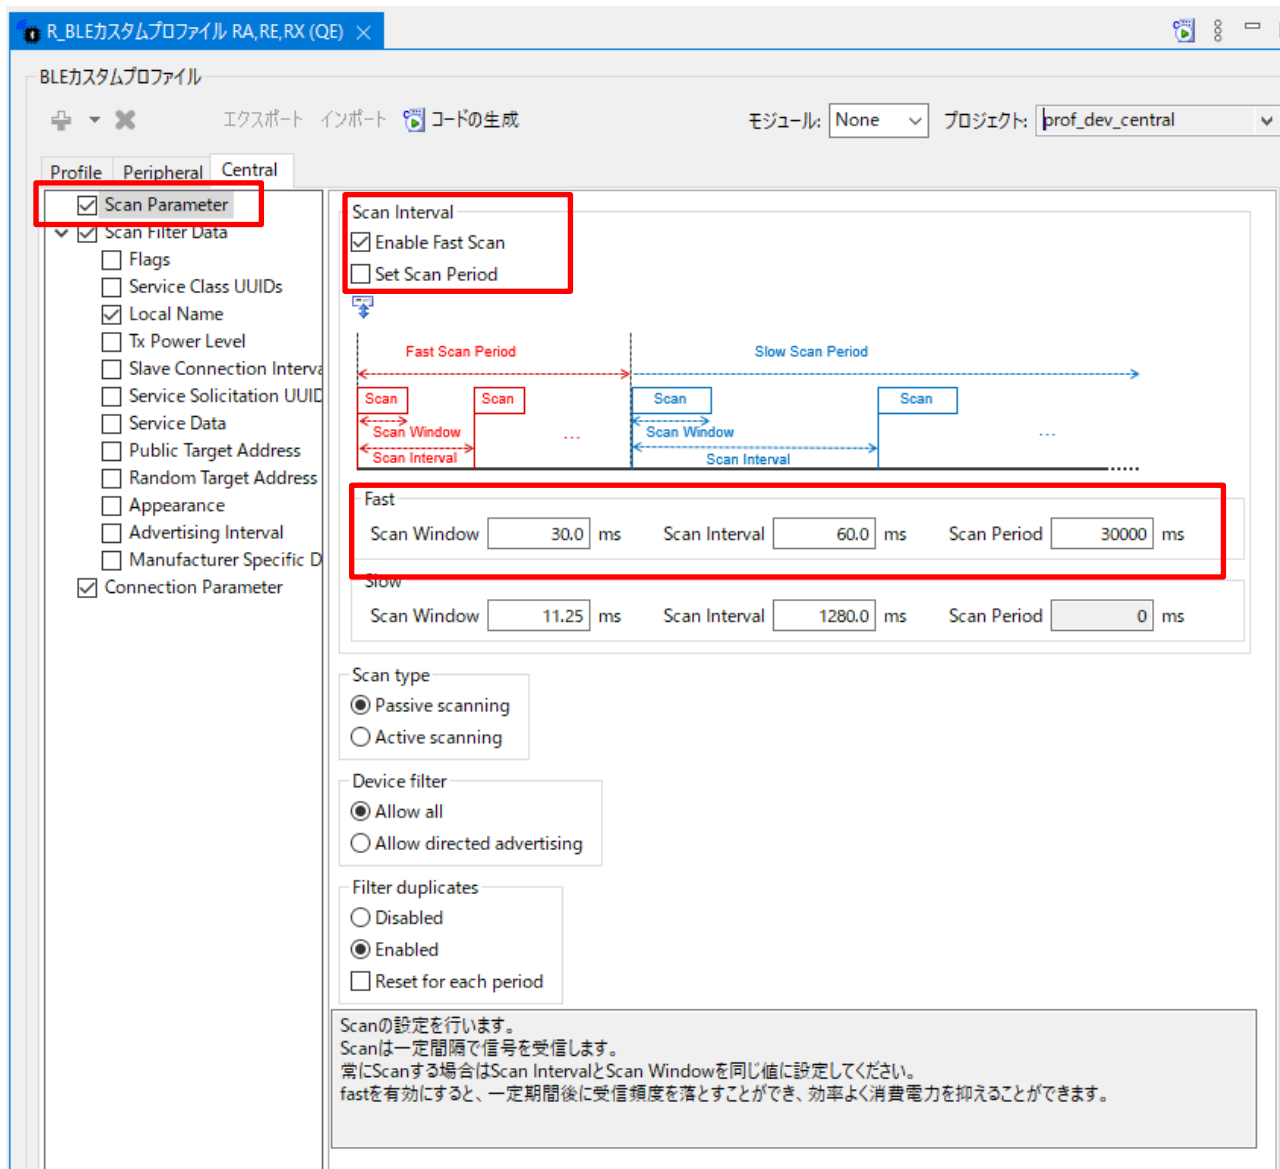 R_BLEカスタムプロファイル RA,RE,RX (QE)
BLEカスタムプロファイル
エクスポート インポート コードの生成 モジュール: None プロジェクト: prof_dev_central
Profile Peripheral Central
Scan Parameter
Scan Filter Data
Flags
Service Class UUIDs
Local Name
Tx Power Level
Slave Connection Interva
Service Solicitation UUID
Service Data
Public Target Address
Random Target Address
Appearance
Advertising Interval
Manufacturer Specific D
Connection Parameter
Scan Interval
Enable Fast Scan
Set Scan Period
Fast Scan Period Slow Scan Period
Scan Scan Scan Scan
Scan Window ... Scan Window ...
Scan Interval Scan Interval
Fast
Scan Window 30.0 ms Scan Interval 60.0 ms Scan Period 30000 ms
Slow
Scan Window 11.25 ms Scan Interval 1280.0 ms Scan Period 0 ms
Scan type
Passive scanning
Active scanning
Device filter
Allow all
Allow directed advertising
Filter duplicates
Disabled
Enabled
Reset for each period
Scanの設定を行います。
Scanは一定間隔で信号を受信します。
常にScanする場合はScan IntervalとScan Windowを同じ値に設定してください。
fastを有効にすると、一定期間後に受信頻度を落とすことができ、効率よく消費電力を抑えることができます。